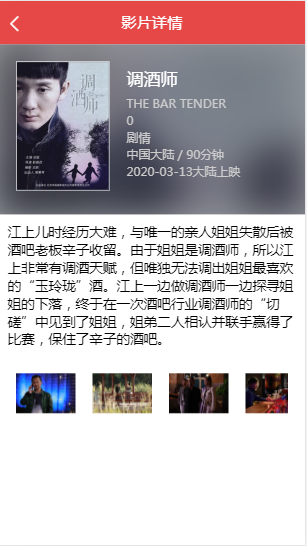 影片详情
调酒师
调酒师
THE BAR TENDER
0
剧情
中国大陆 / 90分钟
2020-03-13大陆上映
江上儿时经历大难，与唯一的亲人姐姐失散后被
酒吧老板辛子收留。由于姐姐是调酒师，所以江
上非常有调酒天赋，但唯独无法调出姐姐最喜欢
的“玉玲珑”酒。江上一边做调酒师一边探寻姐
姐的下落，终于在一次酒吧行业调酒师的“切
磋”中见到了姐姐，姐弟二人相认并联手赢得了
比赛，保住了辛子的酒吧。